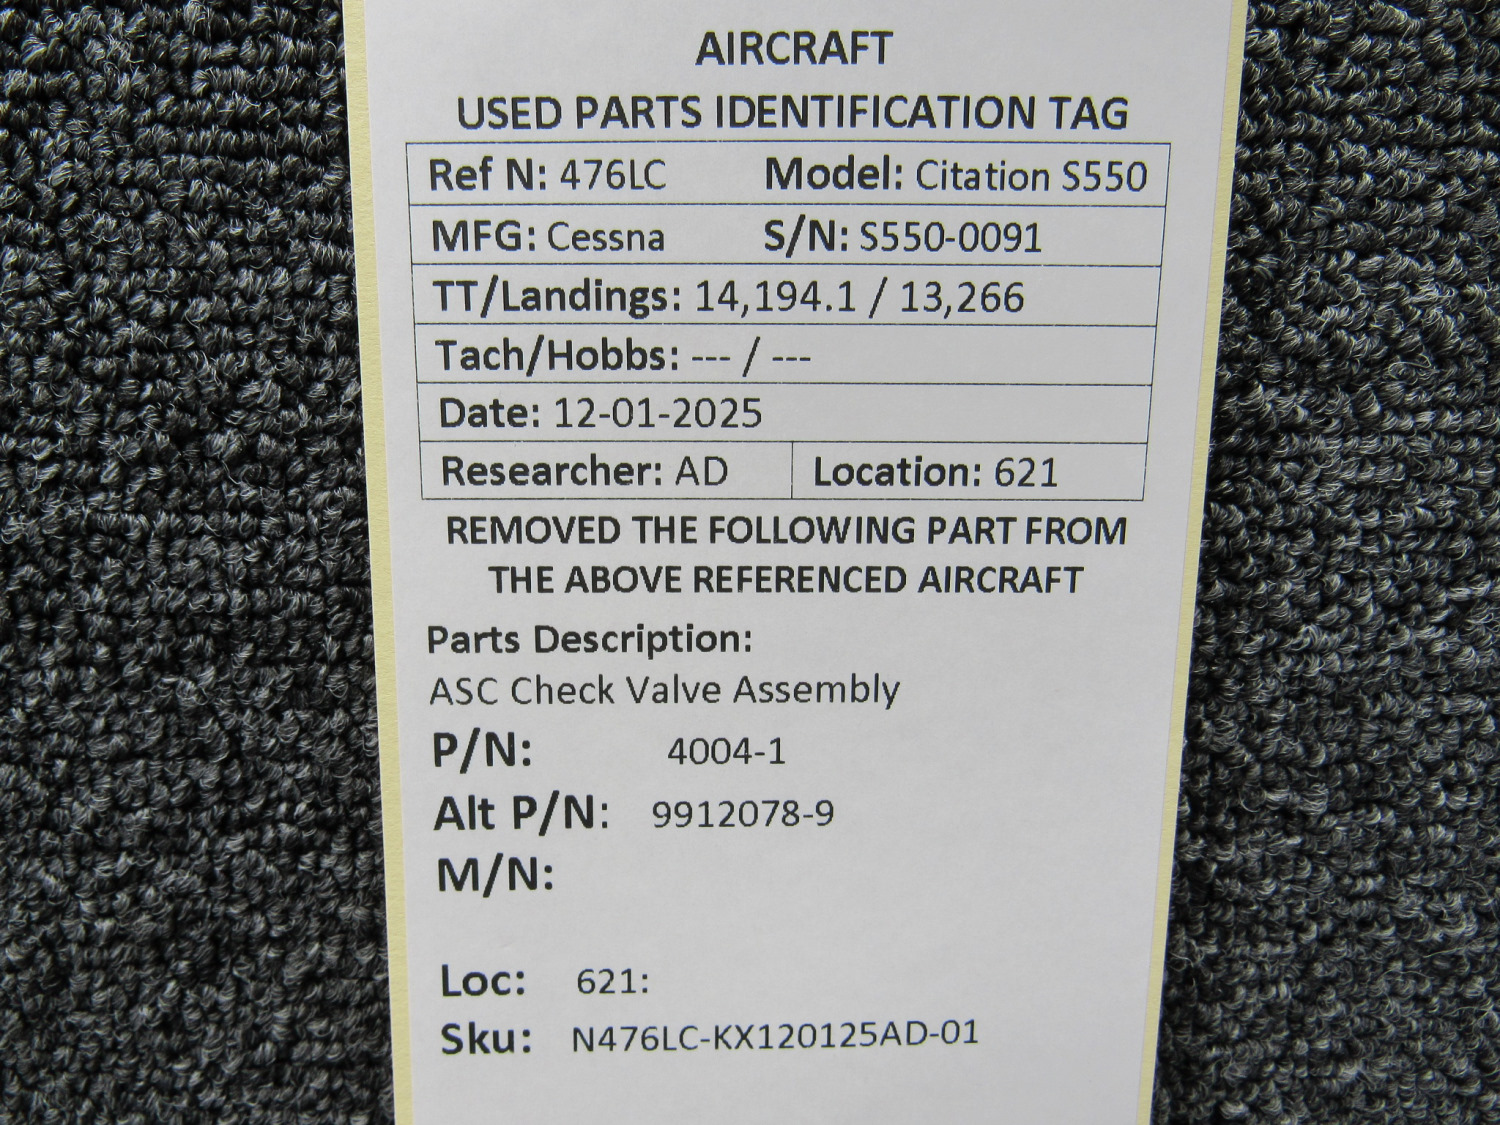 AIRCRAFT
USED PARTS IDENTIFICATION TAG
Ref N: 476LC Model: Citation S550
MFG: Cessna S/N: S550-0091
TT/Landings: 14,194.1 / 13,266
Tach/Hobbs: --- / ---
Date: 12-01-2025
Researcher: AD Location: 621
REMOVED THE FOLLOWING PART FROM
THE ABOVE REFERENCED AIRCRAFT
Parts Description:
ASC Check Valve Assembly
P/N: 4004-1
Alt P/N: 9912078-9
M/N:
Loc: 621:
Sku: N476LC-KX120125AD-01